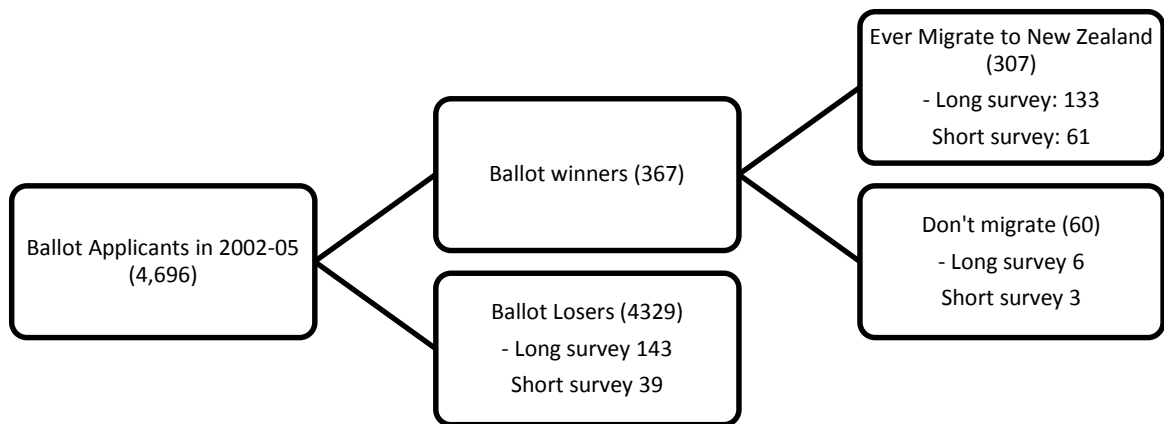 Ballot Applicants in 2002-05
(4,696)
Ballot winners (367)
Ballot Losers (4329)
- Long survey 143
Short survey 39
Ever Migrate to New Zealand
(307)
- Long survey: 133
Short survey: 61
Don't migrate (60)
- Long survey 6
Short survey 3